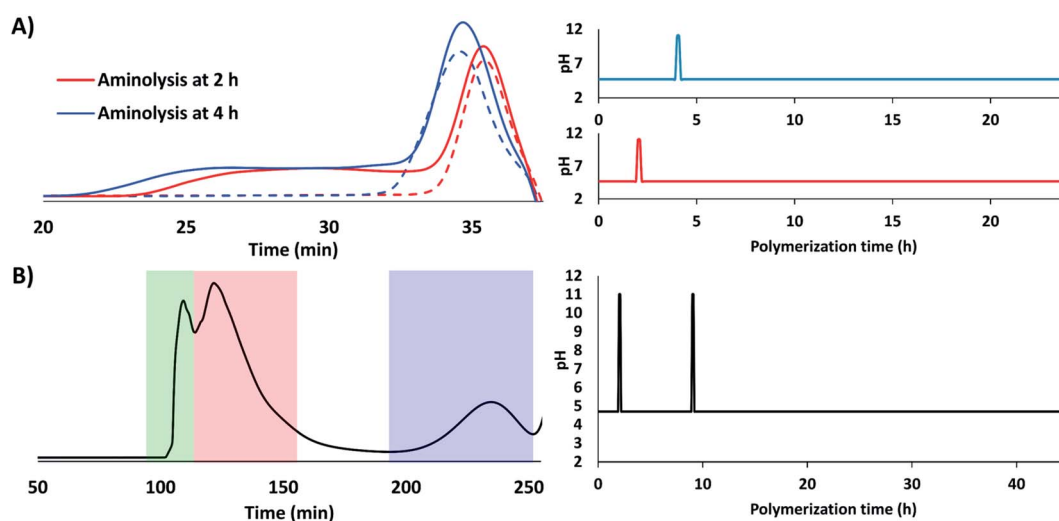 A)
Aminolysis at 2 h
Aminolysis at 4 h
20 25 30 35
Time (min)
pH
12
7
2
0 5 10 15 20
pH
12
7
2
0 5 10 15 20
Polymerization time (h)
B)
50 100 150 200 250
Time (min)
pH
12
11
10
9
8
7
6
5
4
3
2
0 10 20 30 40
Polymerization time (h)